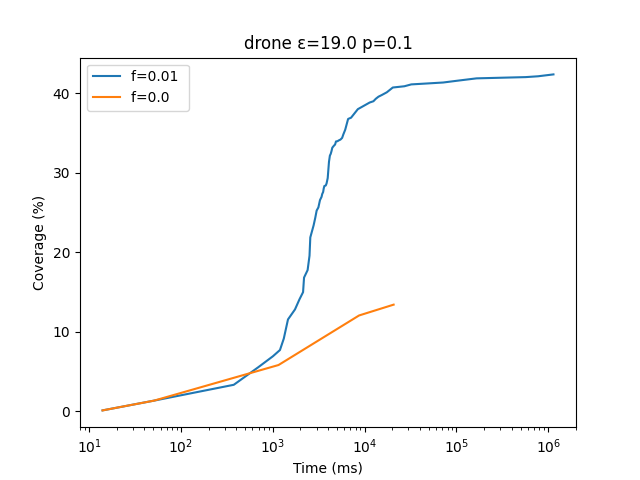 drone ε=19.0 p=0.1
f=0.01
f=0.0
Coverage (%)
40
30
20
10
0
10¹ 10² 10³ 10⁴ 10⁵ 10⁶
Time (ms)